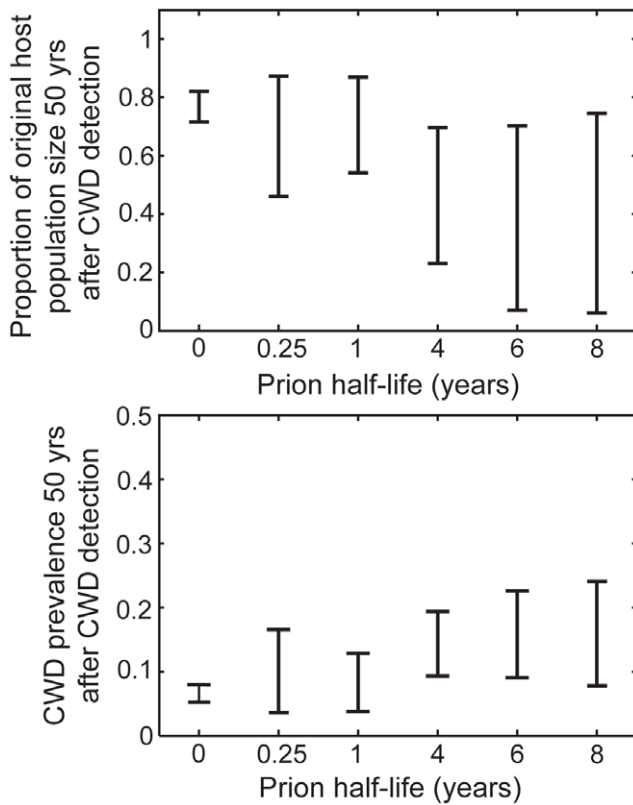 Proportion of original host
population size 50 yrs
after CWD detection
1
0.8
0.6
0.4
0.2
0
0 0.25 1 4 6 8
Prion half-life (years)
CWD prevalence 50 yrs
after CWD detection
0.5
0.4
0.3
0.2
0.1
0
0 0.25 1 4 6 8
Prion half-life (years)